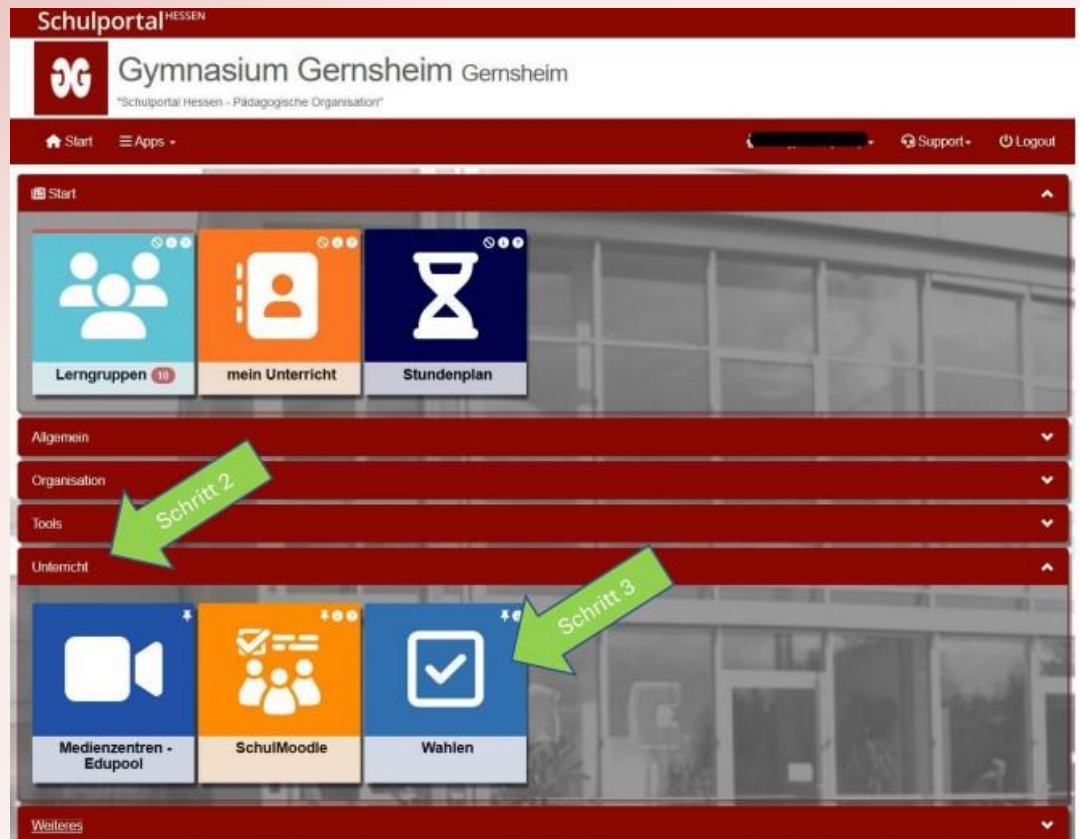 Schulportal HESSEN
Gymnasium Gernsheim Gernsheim
"Schulportal Hessen - Pädagogische Organisation"
Start Apps Support Logout
Start
Lerngruppen 10 mein Unterricht Stundenplan
Allgemein
Organisation
Schritt 2
Tools
Unterricht
Schritt 3
Medienzentren - Edupool
SchulMoodle
Wahlen
Weiteres